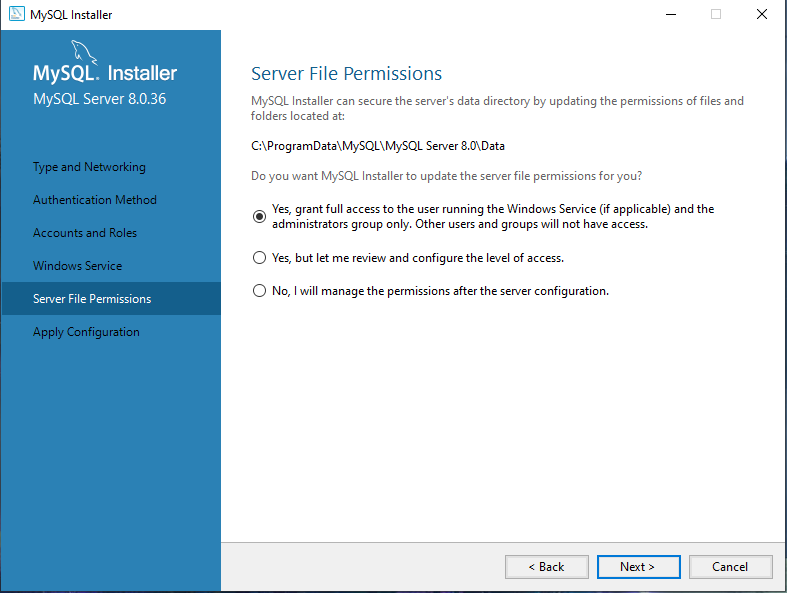 MySQL Installer
MySQL. Installer
MySQL Server 8.0.36
Type and Networking
Authentication Method
Accounts and Roles
Windows Service
Server File Permissions
Apply Configuration
Server File Permissions
MySQL Installer can secure the server's data directory by updating the permissions of files and
folders located at:
C:\ProgramData\MySQL\MySQL Server 8.0\Data
Do you want MySQL Installer to update the server file permissions for you?
Yes, grant full access to the user running the Windows Service (if applicable) and the
administrators group only. Other users and groups will not have access.
Yes, but let me review and configure the level of access.
No, I will manage the permissions after the server configuration.
< Back
Next >
Cancel